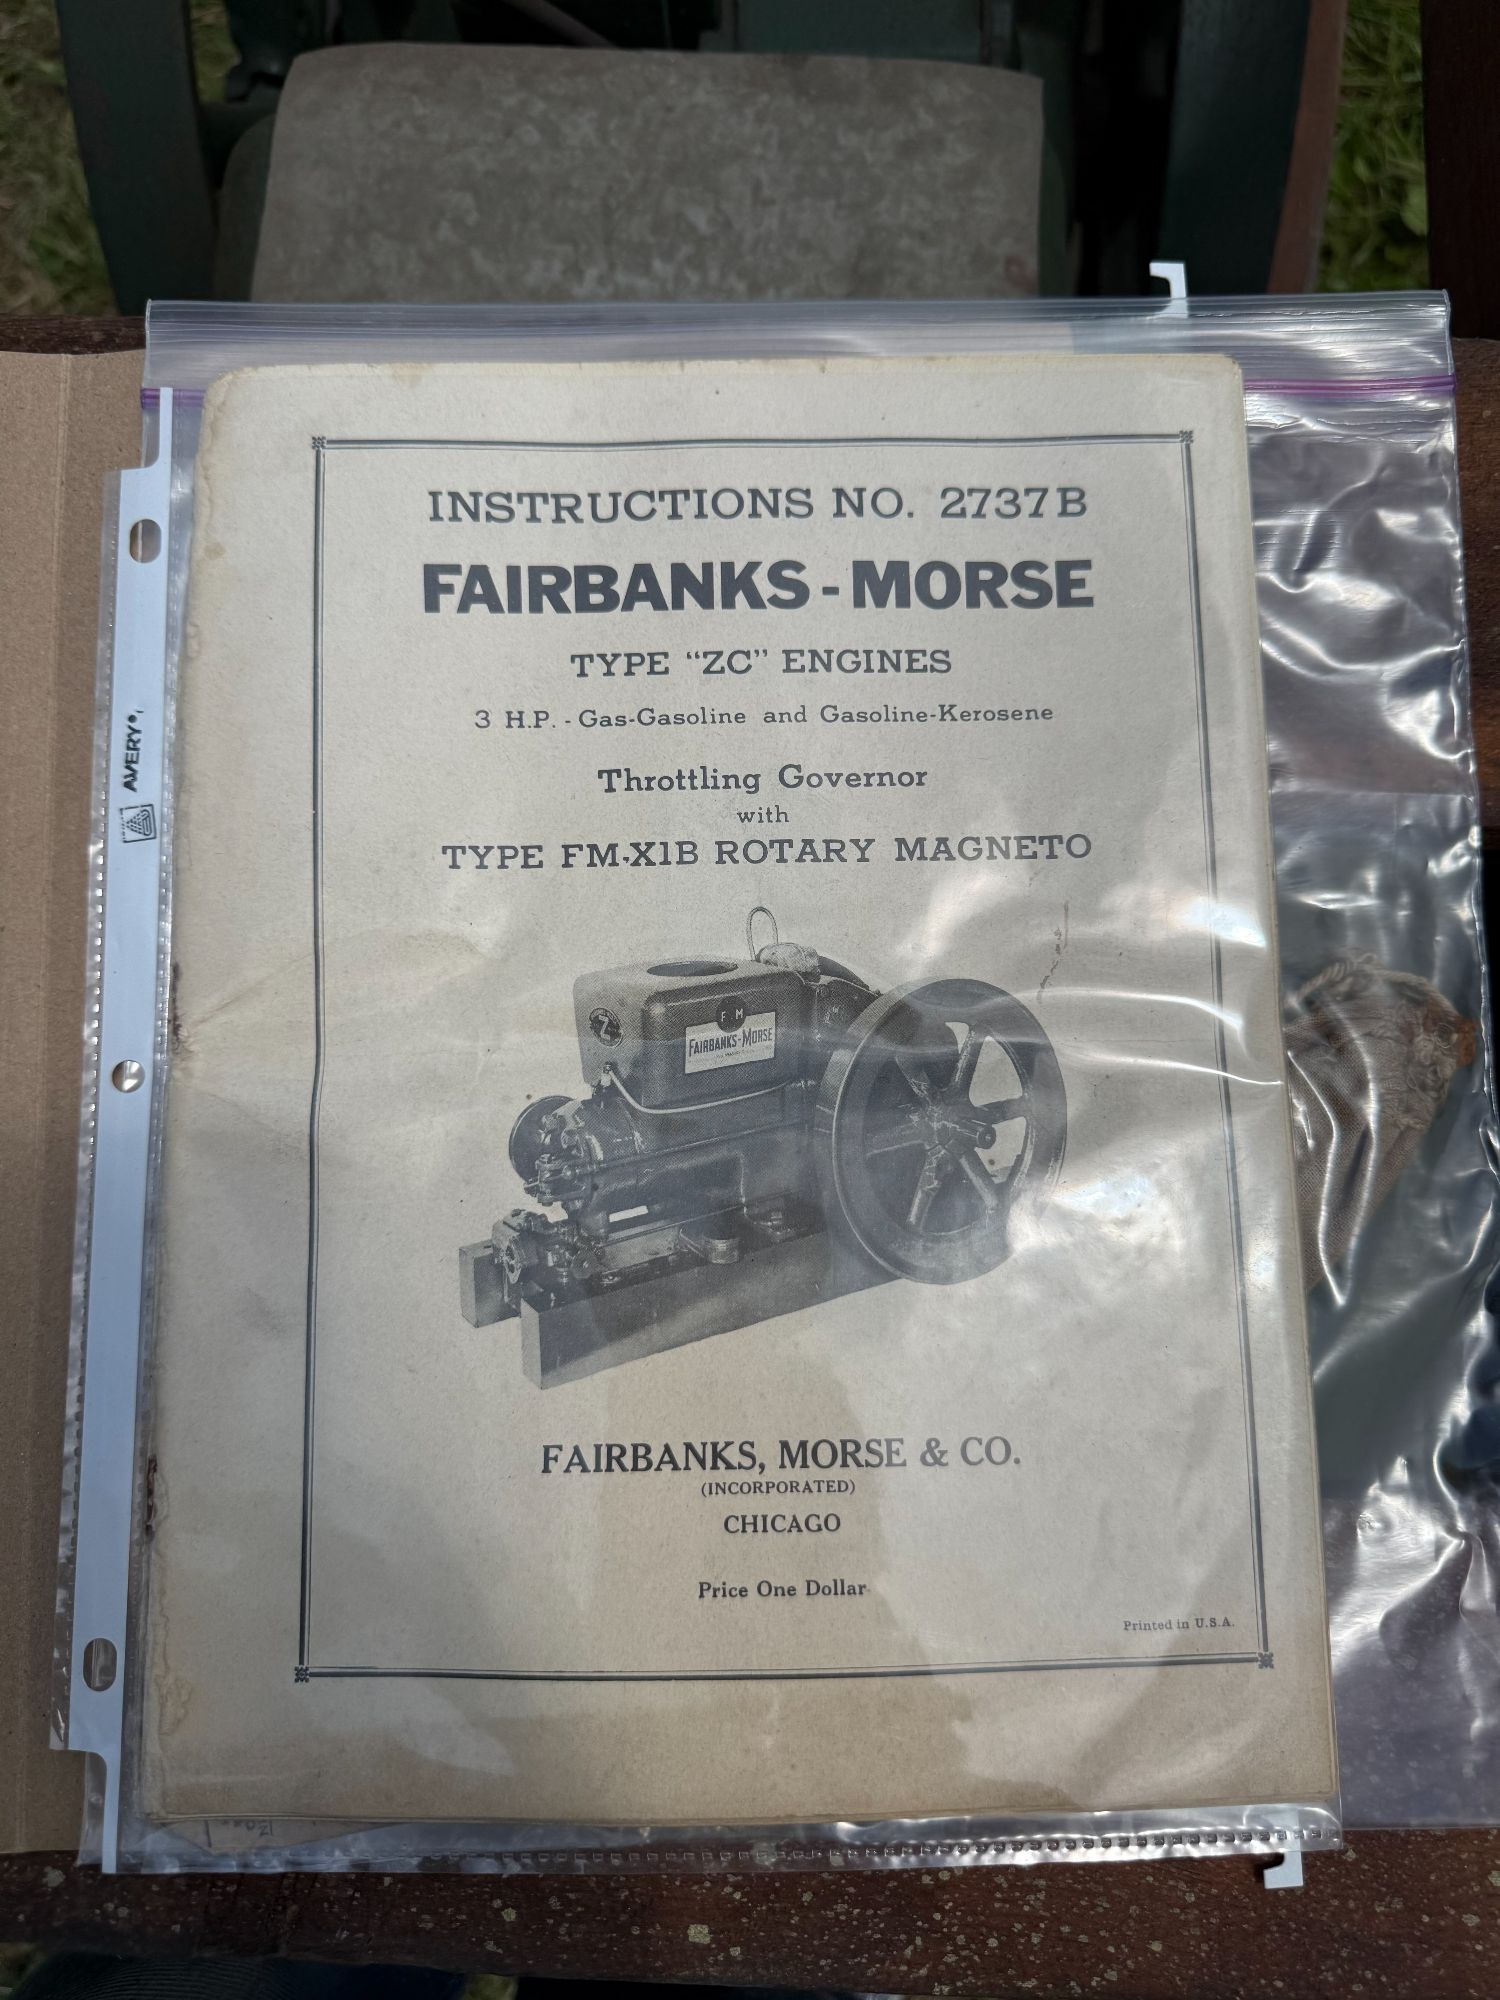 INSTRUCTIONS NO. 2737B
FAIRBANKS-MORSE
TYPE “ZC” ENGINES
3 H.P. - Gas-Gasoline and Gasoline-Kerosene
Throttling Governor
with
TYPE FM-X1B ROTARY MAGNETO
F M
Z
FAIRBANKS-MORSE
FAIRBANKS, MORSE & CO.
(INCORPORATED)
CHICAGO
Price One Dollar
Printed in U.S.A.
AVERY®